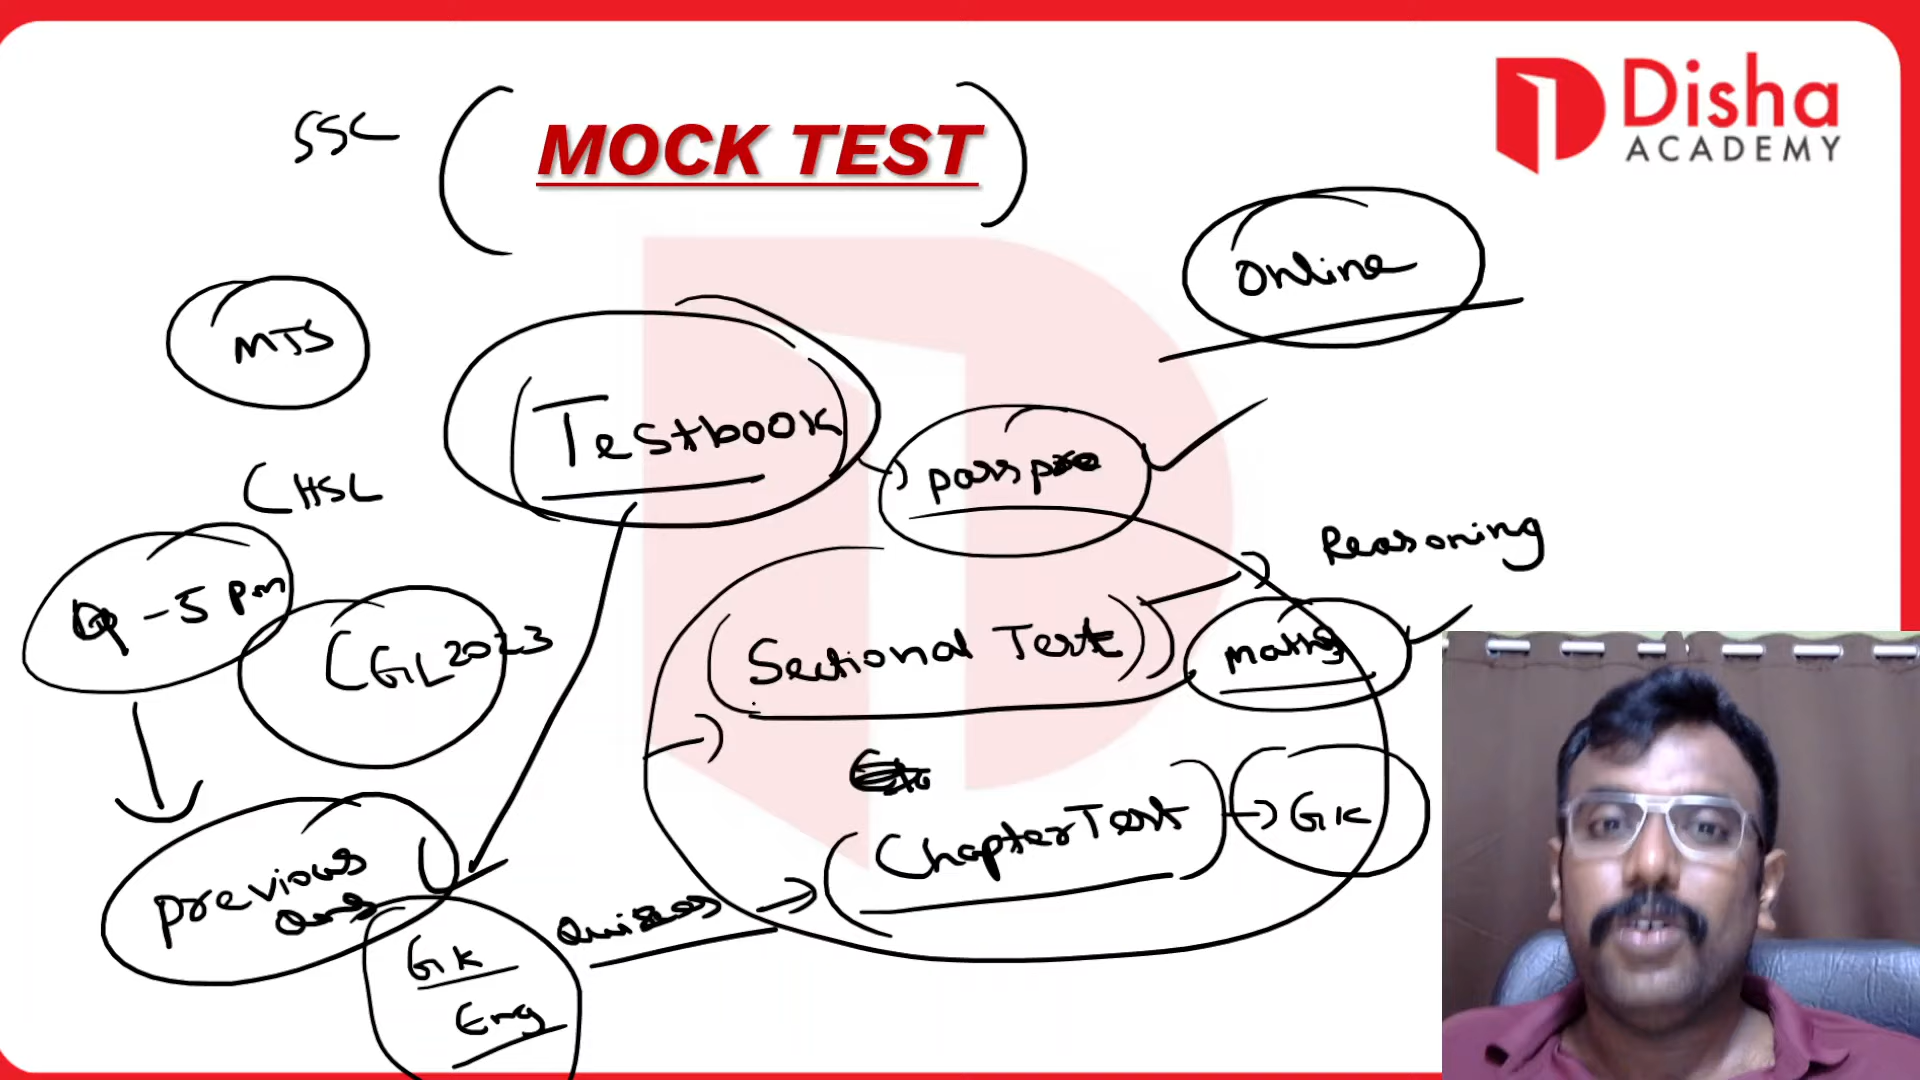 SSC
MOCK TEST
Disha
ACADEMY
Online
MTS
Testbook
pass pro
CHSL
Reasoning
- 5 pm
CGL 2023
Sectional Test
maths
Chapter Test
GK
previous
Quizzes
GK
Eng